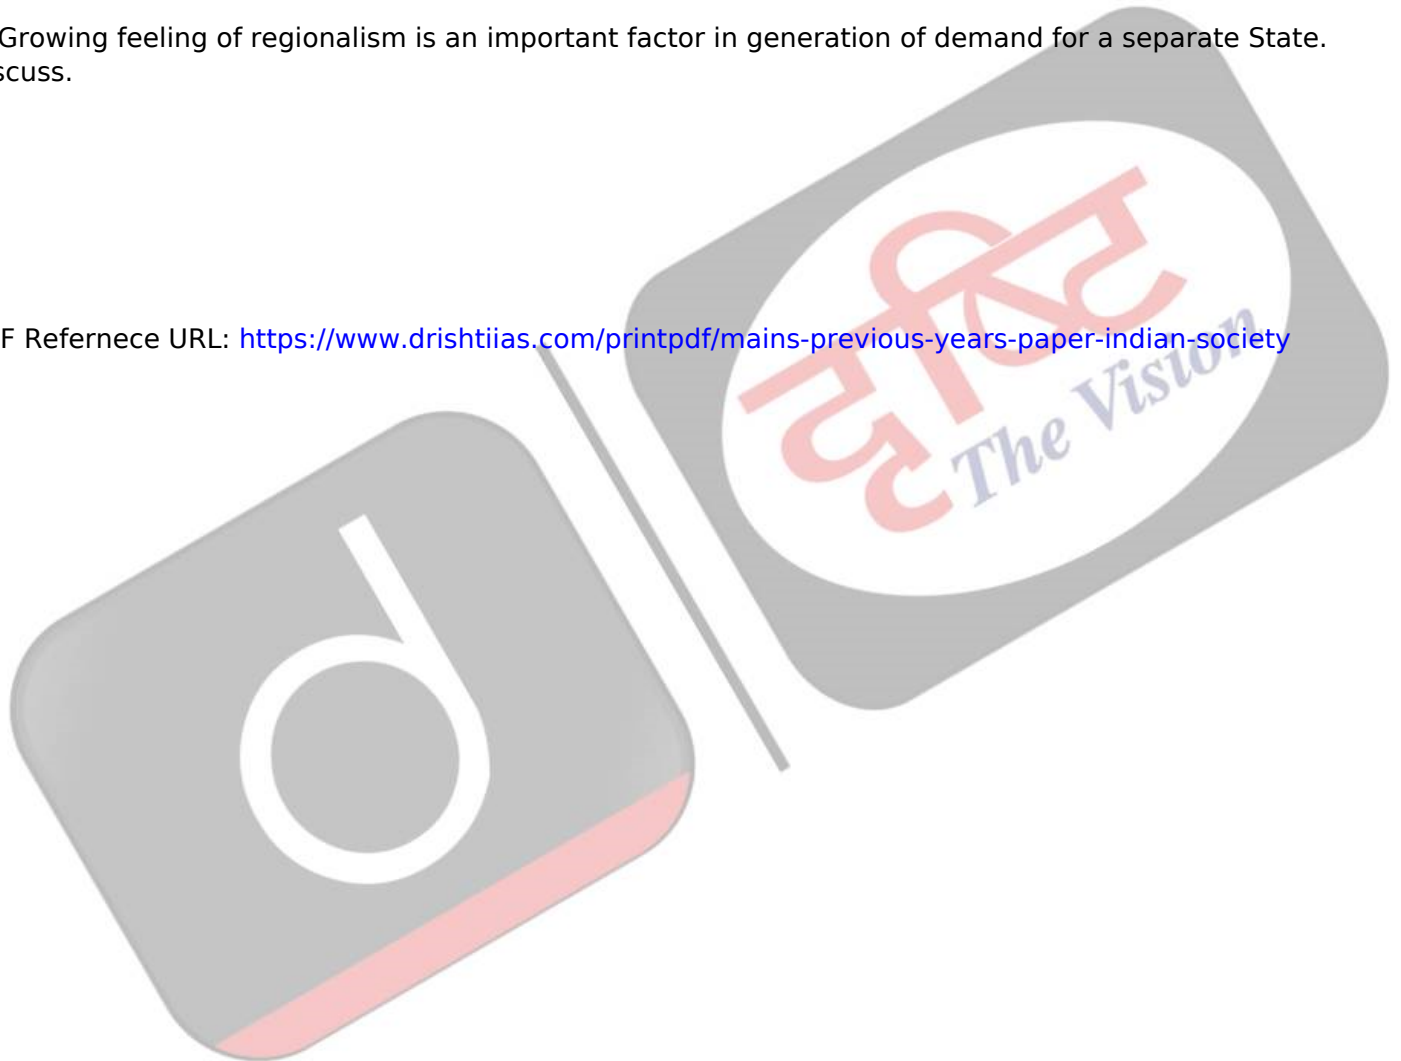 Growing feeling of regionalism is an important factor in generation of demand for a separate State.
scuss.
F Refernece URL: https://www.drishtiias.com/printpdf/mains-previous-years-paper-indian-society
दृष्टि
The Vision
d